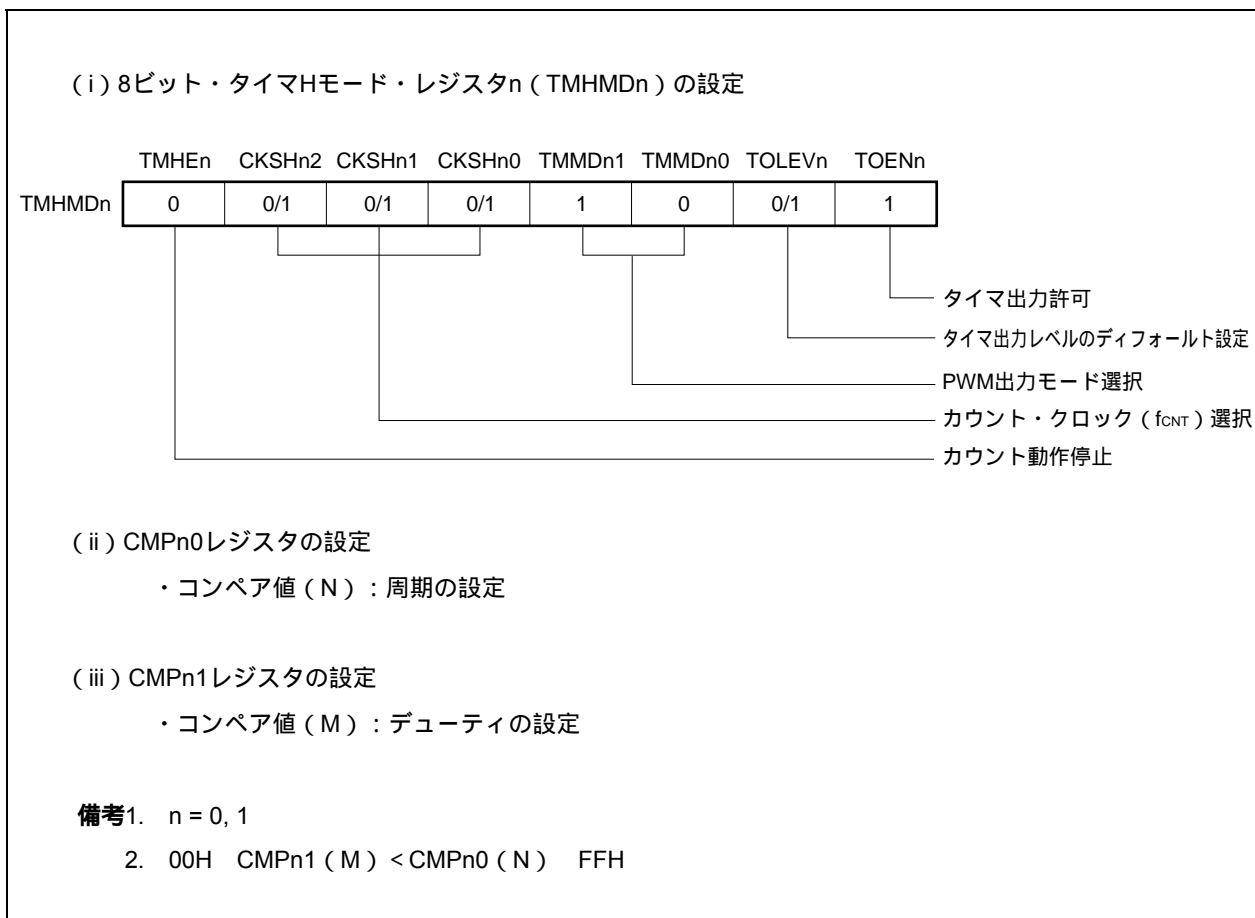 （i）8ビット・タイマHモード・レジスタn（TMHMDn）の設定
TMHEn CKSHn2 CKSHn1 CKSHn0 TMMDn1 TMMDn0 TOLEVn TOENn
TMHMDn 0 0/1 0/1 0/1 1 0 0/1 1
タイマ出力許可
タイマ出力レベルのディフォールト設定
PWM出力モード選択
カウント・クロック（fCNT）選択
カウント動作停止
（ii）CMPn0レジスタの設定
・コンペア値（N）：周期の設定
（iii）CMPn1レジスタの設定
・コンペア値（M）：デューティの設定
備考1. n = 0, 1
2. 00H CMPn1（M）＜CMPn0（N） FFH